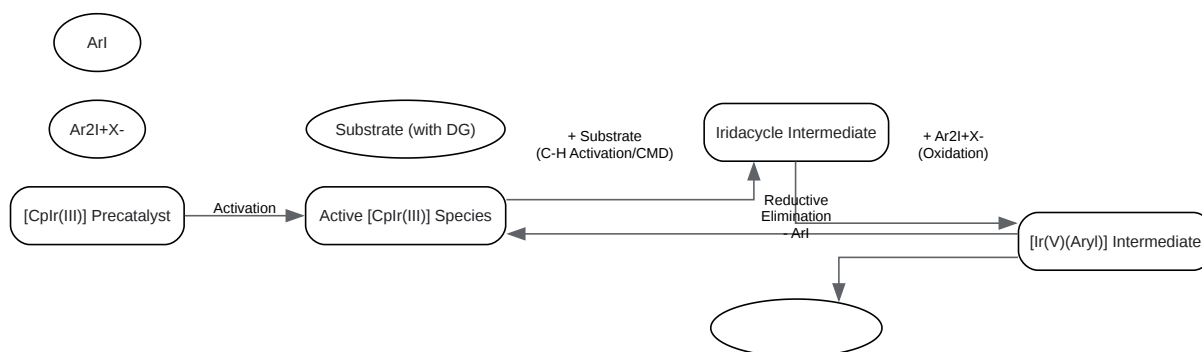 ArI
Ar2I+X-
Substrate (with DG)
+ Substrate
(C-H Activation/CMD)
Iridacycle Intermediate
+ Ar2I+X-
(Oxidation)
[CpIr(III)] Precatalyst
Activation
Active [CpIr(III)] Species
Reductive
Elimination
- ArI
[Ir(V)(Aryl)] Intermediate